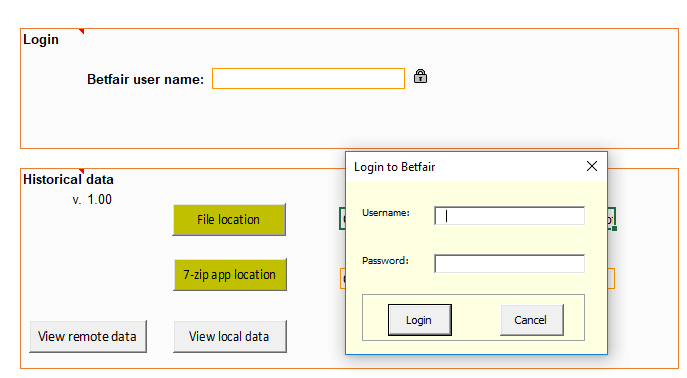 Login
Betfair user name:
Historical data
v. 1.00
File location
7-zip app location
View remote data
View local data
Login to Betfair
Username:
Password:
Login
Cancel